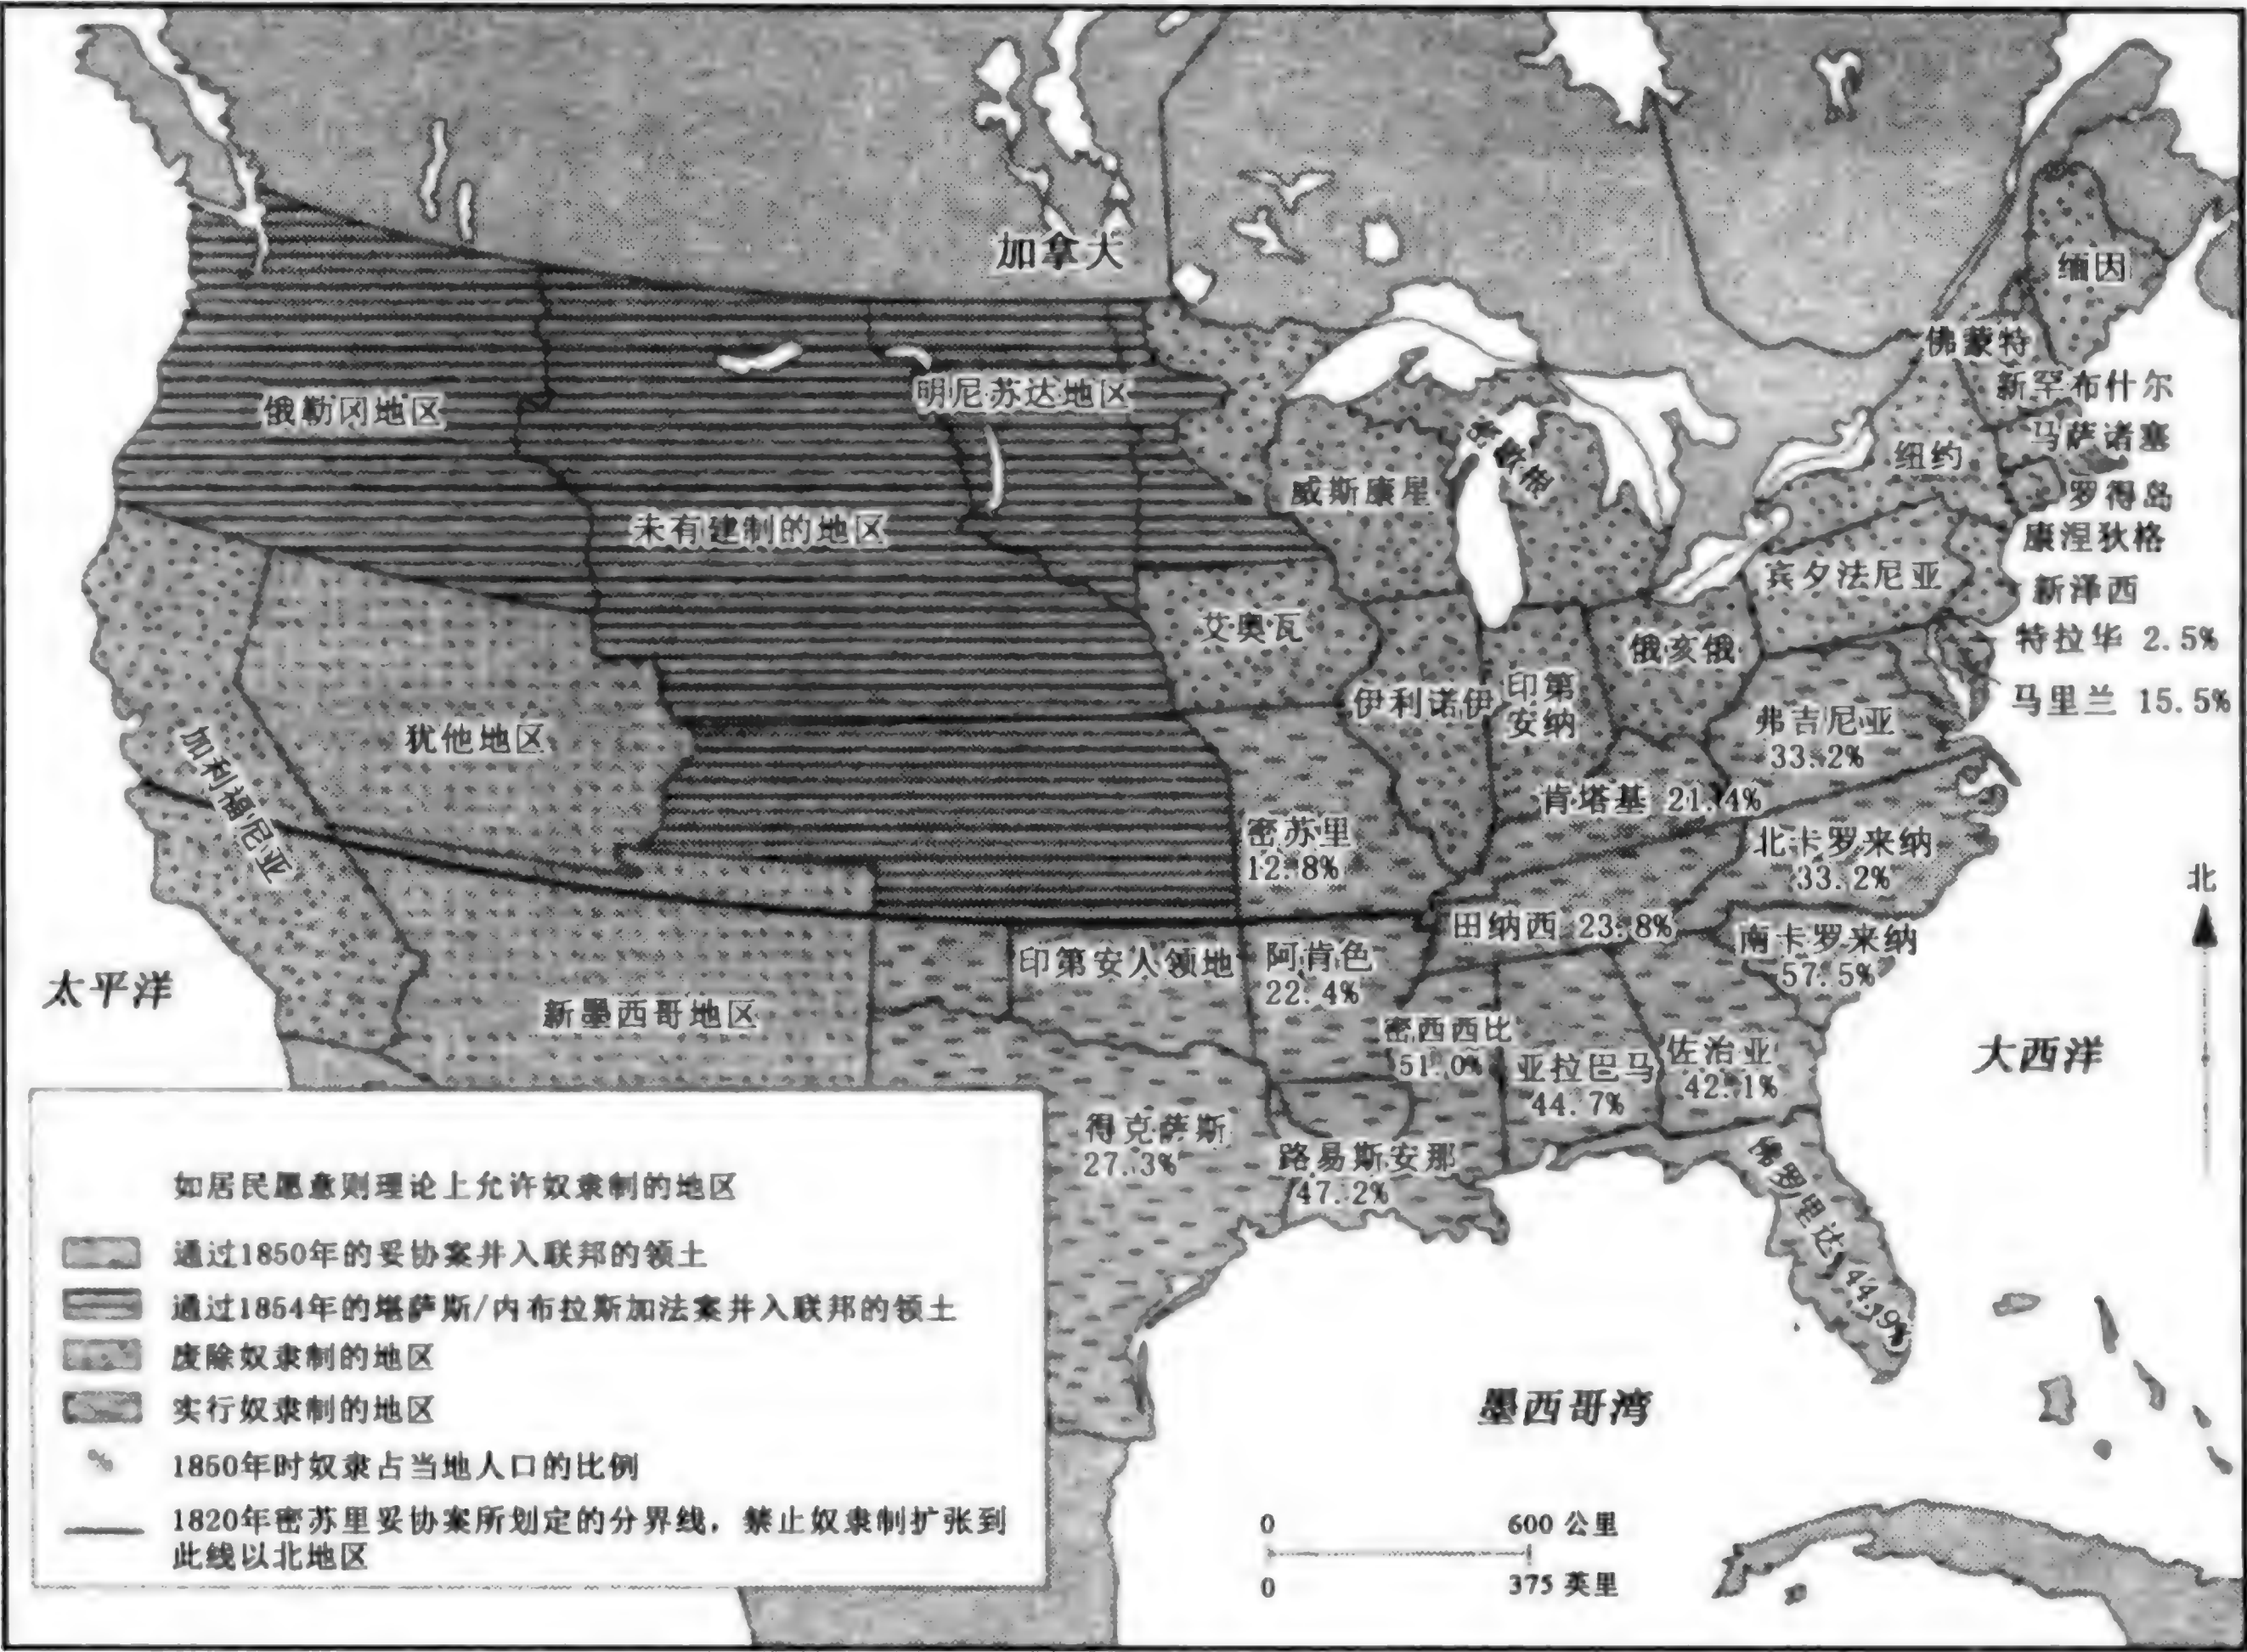 加拿大
缅因
佛蒙特
新罕布什尔
马萨诸塞
罗得岛
康涅狄格
新泽西
特拉华 2.5%
马里兰 15.5%
俄勒冈地区
明尼苏达地区
未有建制的地区
威斯康星
密歇根
纽约
宾夕法尼亚
艾奥瓦
俄亥俄
伊利诺伊
印第
安纳
犹他地区
加利福尼亚
弗吉尼亚
33.2%
肯塔基 21.4%
密苏里
12.8%
北卡罗来纳
33.2%
田纳西 23.8%
南卡罗来纳
57.5%
印第安人领地
阿肯色
22.4%
新墨西哥地区
密西西比
51.0%
亚拉巴马
44.7%
佐治亚
42.1%
得克萨斯
27.3%
路易斯安那
47.2%
佛罗里达 44.9%
太平洋
大西洋
墨西哥湾
北
如居民愿意则理论上允许奴隶制的地区
通过1850年的妥协案并入联邦的领土
通过1854年的堪萨斯/内布拉斯加法案并入联邦的领土
废除奴隶制的地区
实行奴隶制的地区
% 1850年时奴隶占当地人口的比例
1820年密苏里妥协案所划定的分界线，禁止奴隶制扩张到
此线以北地区
0 600 公里
0 375 英里